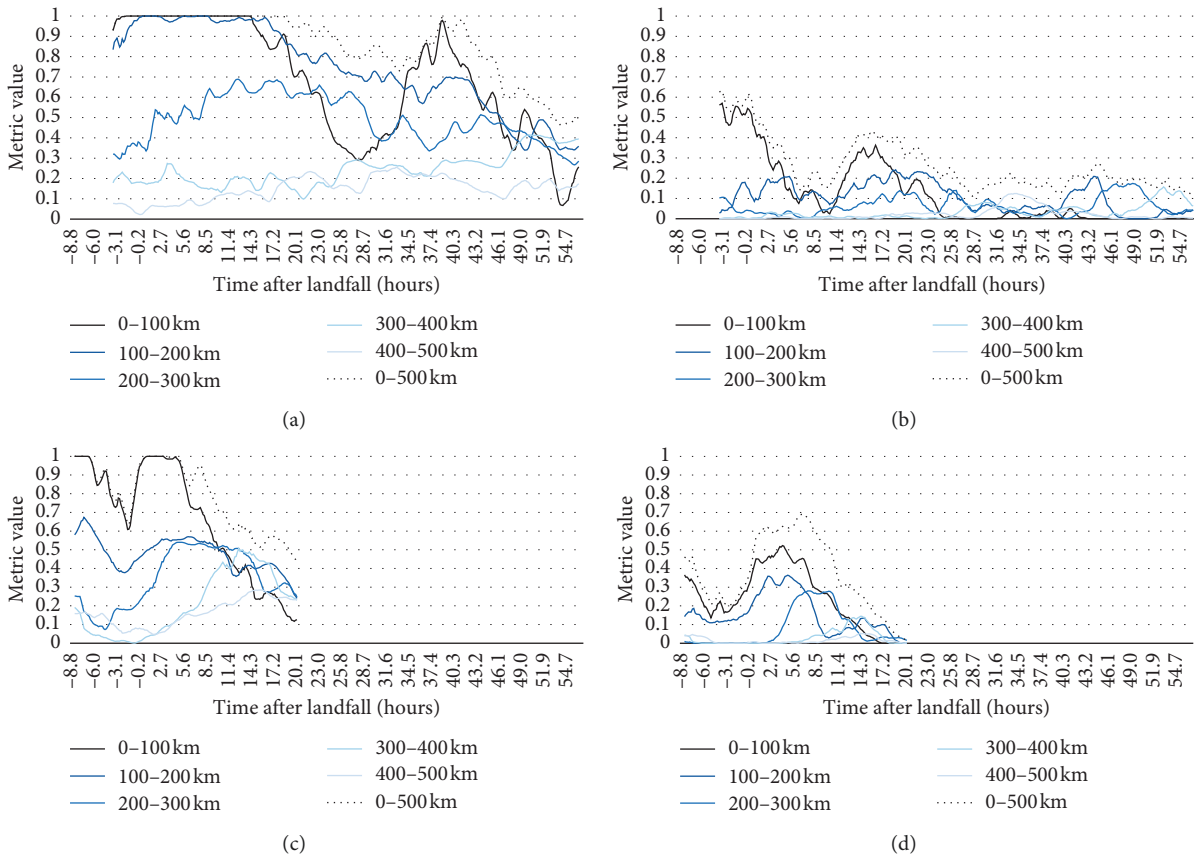 Metric value
1
0.9
0.8
0.7
0.6
0.5
0.4
0.3
0.2
0.1
0
−8.8 −6.0 −3.1 −0.2 2.7 5.6 8.5 11.4 14.3 17.2 20.1 23.0 25.8 28.7 31.6 34.5 37.4 40.3 43.2 46.1 49.0 51.9 54.7
Time after landfall (hours)
0–100 km 300–400 km
100–200 km 400–500 km
200–300 km 0–500 km
(a)
Metric value
1
0.9
0.8
0.7
0.6
0.5
0.4
0.3
0.2
0.1
0
−8.8 −6.0 −3.1 −0.2 2.7 5.6 8.5 11.4 14.3 17.2 20.1 23.0 25.8 28.7 31.6 34.5 37.4 40.3 43.2 46.1 49.0 51.9 54.7
Time after landfall (hours)
0–100 km 300–400 km
100–200 km 400–500 km
200–300 km 0–500 km
(b)
Metric value
1
0.9
0.8
0.7
0.6
0.5
0.4
0.3
0.2
0.1
0
−8.8 −6.0 −3.1 −0.2 2.7 5.6 8.5 11.4 14.3 17.2 20.1 23.0 25.8 28.7 31.6 34.5 37.4 40.3 43.2 46.1 49.0 51.9 54.7
Time after landfall (hours)
0–100 km 300–400 km
100–200 km 400–500 km
200–300 km 0–500 km
(c)
Metric value
1
0.9
0.8
0.7
0.6
0.5
0.4
0.3
0.2
0.1
0
−8.8 −6.0 −3.1 −0.2 2.7 5.6 8.5 11.4 14.3 17.2 20.1 23.0 25.8 28.7 31.6 34.5 37.4 40.3 43.2 46.1 49.0 51.9 54.7
Time after landfall (hours)
0–100 km 300–400 km
100–200 km 400–500 km
200–300 km 0–500 km
(d)